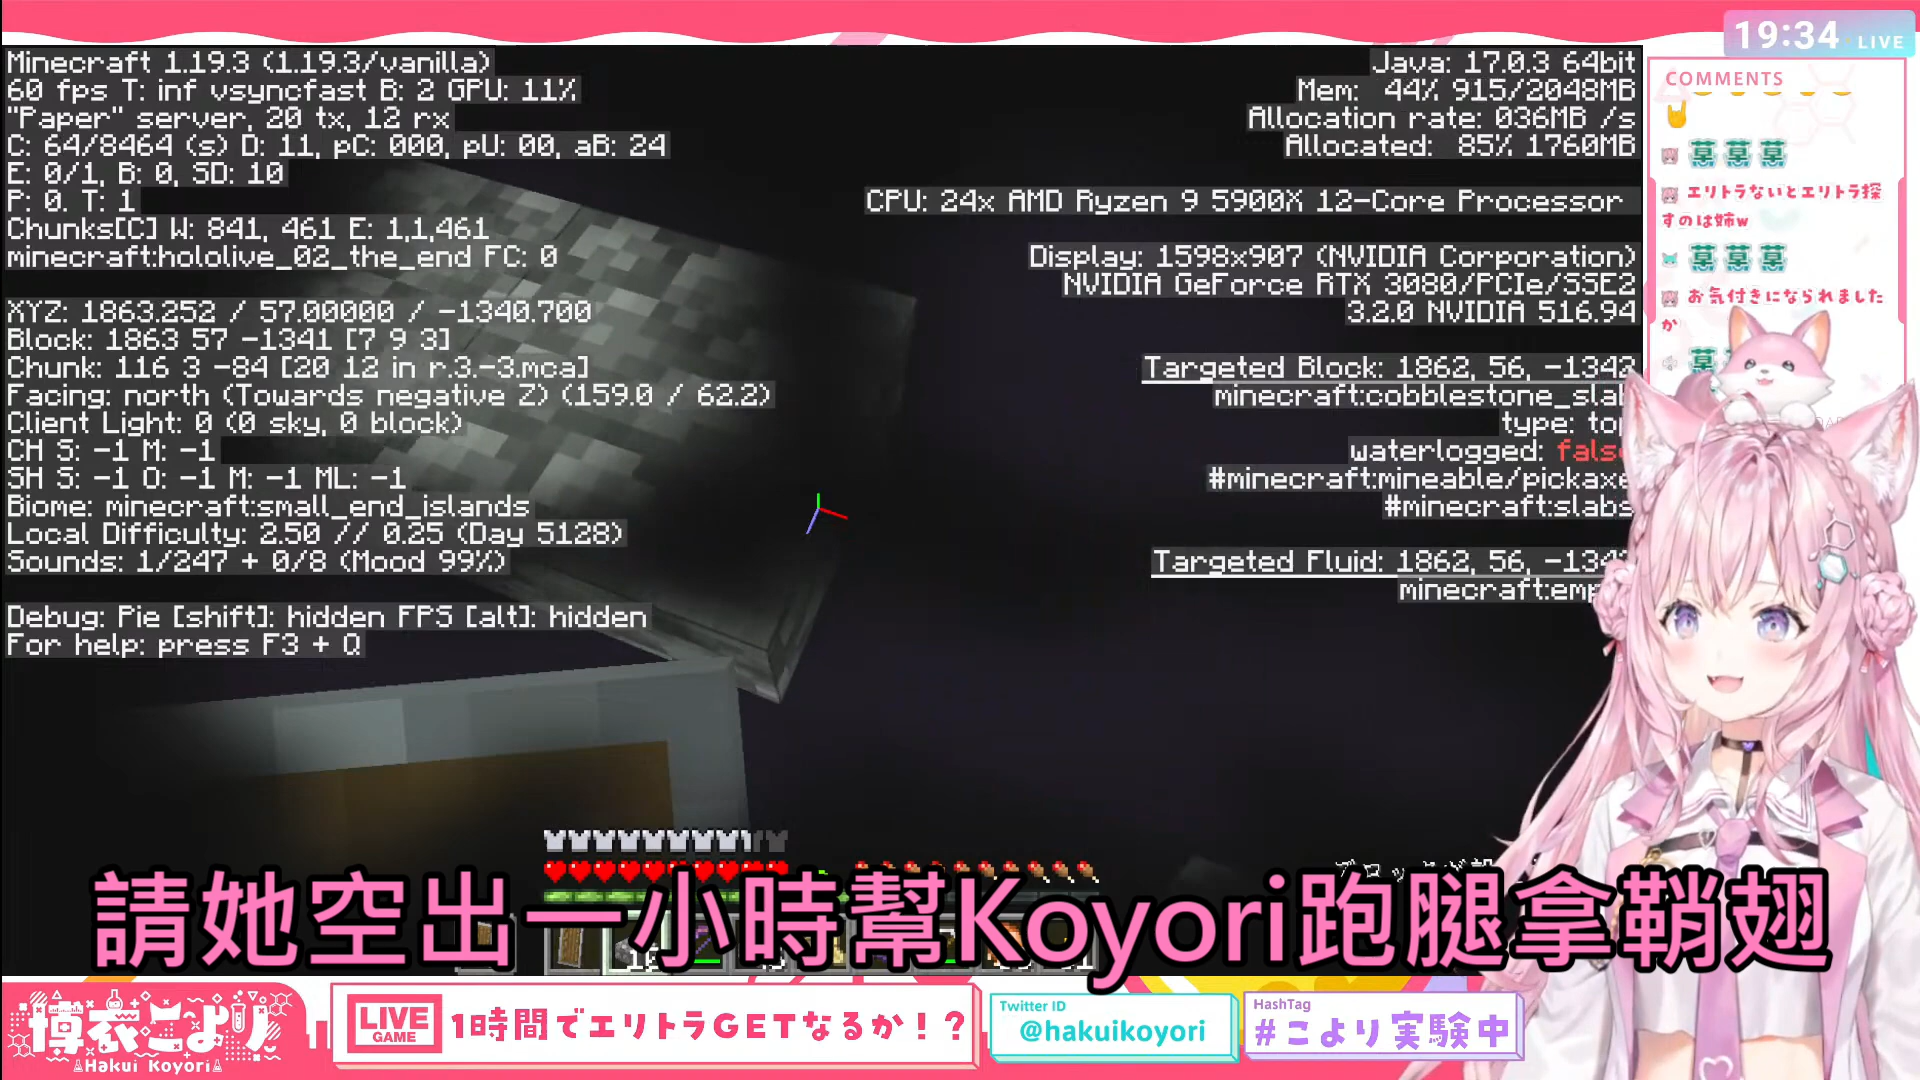 19:34 LIVE
Minecraft 1.19.3 (1.19.3/vanilla)
60 fps T: inf vsyncfast B: 2 GPU: 11%
"Paper" server, 20 tx, 12 rx
C: 64/8464 (s) D: 11, pC: 000, pU: 00, aB: 24
E: 0/1, B: 0, SD: 10
P: 0. T: 1
Chunks[C] W: 841, 461 E: 1,1,461
minecraft:hololive_02_the_end FC: 0
XYZ: 1863.252 / 57.00000 / -1340.700
Block: 1863 57 -1341 [7 9 3]
Chunk: 116 3 -84 [20 12 in r.3.-3.mca]
Facing: north (Towards negative Z) (159.0 / 62.2)
Client Light: 0 (0 sky, 0 block)
CH S: -1 M: -1
SH S: -1 O: -1 M: -1 ML: -1
Biome: minecraft:small_end_islands
Local Difficulty: 2.50 // 0.25 (Day 5128)
Sounds: 1/247 + 0/8 (Mood 99%)
Debug: Pie [shift]: hidden FPS [alt]: hidden
For help: press F3 + Q
Java: 17.0.3 64bit
Mem: 44% 915/2048MB
Allocation rate: 036MB /s
Allocated: 85% 1760MB
CPU: 24x AMD Ryzen 9 5900X 12-Core Processor
Display: 1598x907 (NVIDIA Corporation)
NVIDIA GeForce RTX 3080/PCIe/SSE2
3.2.0 NVIDIA 516.94
Targeted Block: 1862, 56, -1342
minecraft:cobblestone_slab
type: top
waterlogged: false
#minecraft:mineable/pickaxe
#minecraft:slabs
Targeted Fluid: 1862, 56, -134
minecraft:emp
COMMENTS
草草草
エリトラないとエリトラ探
すのは姉w
草草草
お気付きになられました
か
草
請她空出一小時幫Koyori跑腿拿鞘翅
博衣こより
Hakui Koyori
LIVE
GAME
1時間でエリトラGETなるか！？
Twitter ID
@hakuikoyori
HashTag
#こより実験中